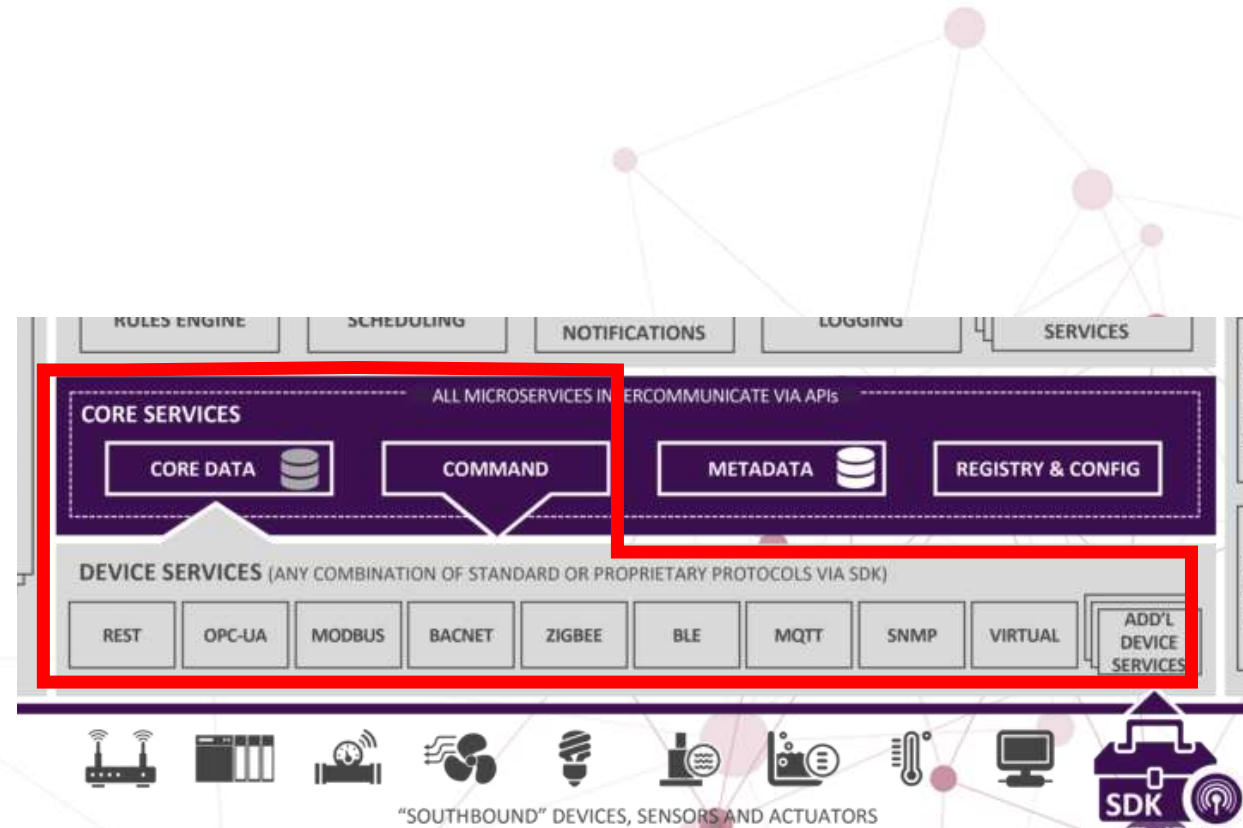 RULES ENGINE
SCHEDULING
NOTIFICATIONS
LOGGING
SERVICES
ALL MICROSERVICES IN ERCOMMUNICATE VIA APIs
CORE SERVICES
CORE DATA
COMMAND
METADATA
REGISTRY & CONFIG
DEVICE SERVICES (ANY COMBINATION OF STANDARD OR PROPRIETARY PROTOCOLS VIA SDK)
REST
OPC-UA
MODBUS
BACNET
ZIGBEE
BLE
MQTT
SNMP
VIRTUAL
ADD'L
DEVICE
SERVICES
"SOUTHBOUND" DEVICES, SENSORS AND ACTUATORS
SDK